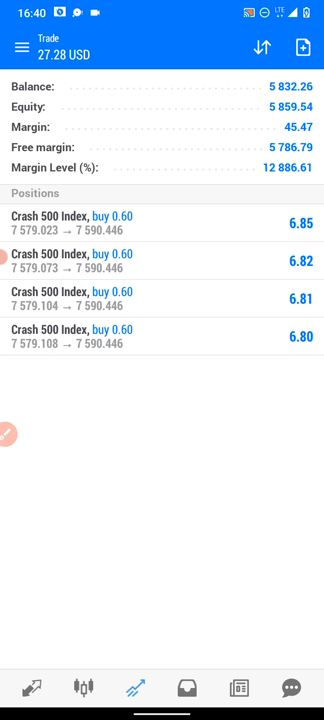 16:40
LTE
Trade
27.28 USD
Balance: 5 832.26
Equity: 5 859.54
Margin: 45.47
Free margin: 5 786.79
Margin Level (%): 12 886.61
Positions
Crash 500 Index, buy 0.60
7 579.023 → 7 590.446 6.85
Crash 500 Index, buy 0.60
7 579.073 → 7 590.446 6.82
Crash 500 Index, buy 0.60
7 579.104 → 7 590.446 6.81
Crash 500 Index, buy 0.60
7 579.108 → 7 590.446 6.80